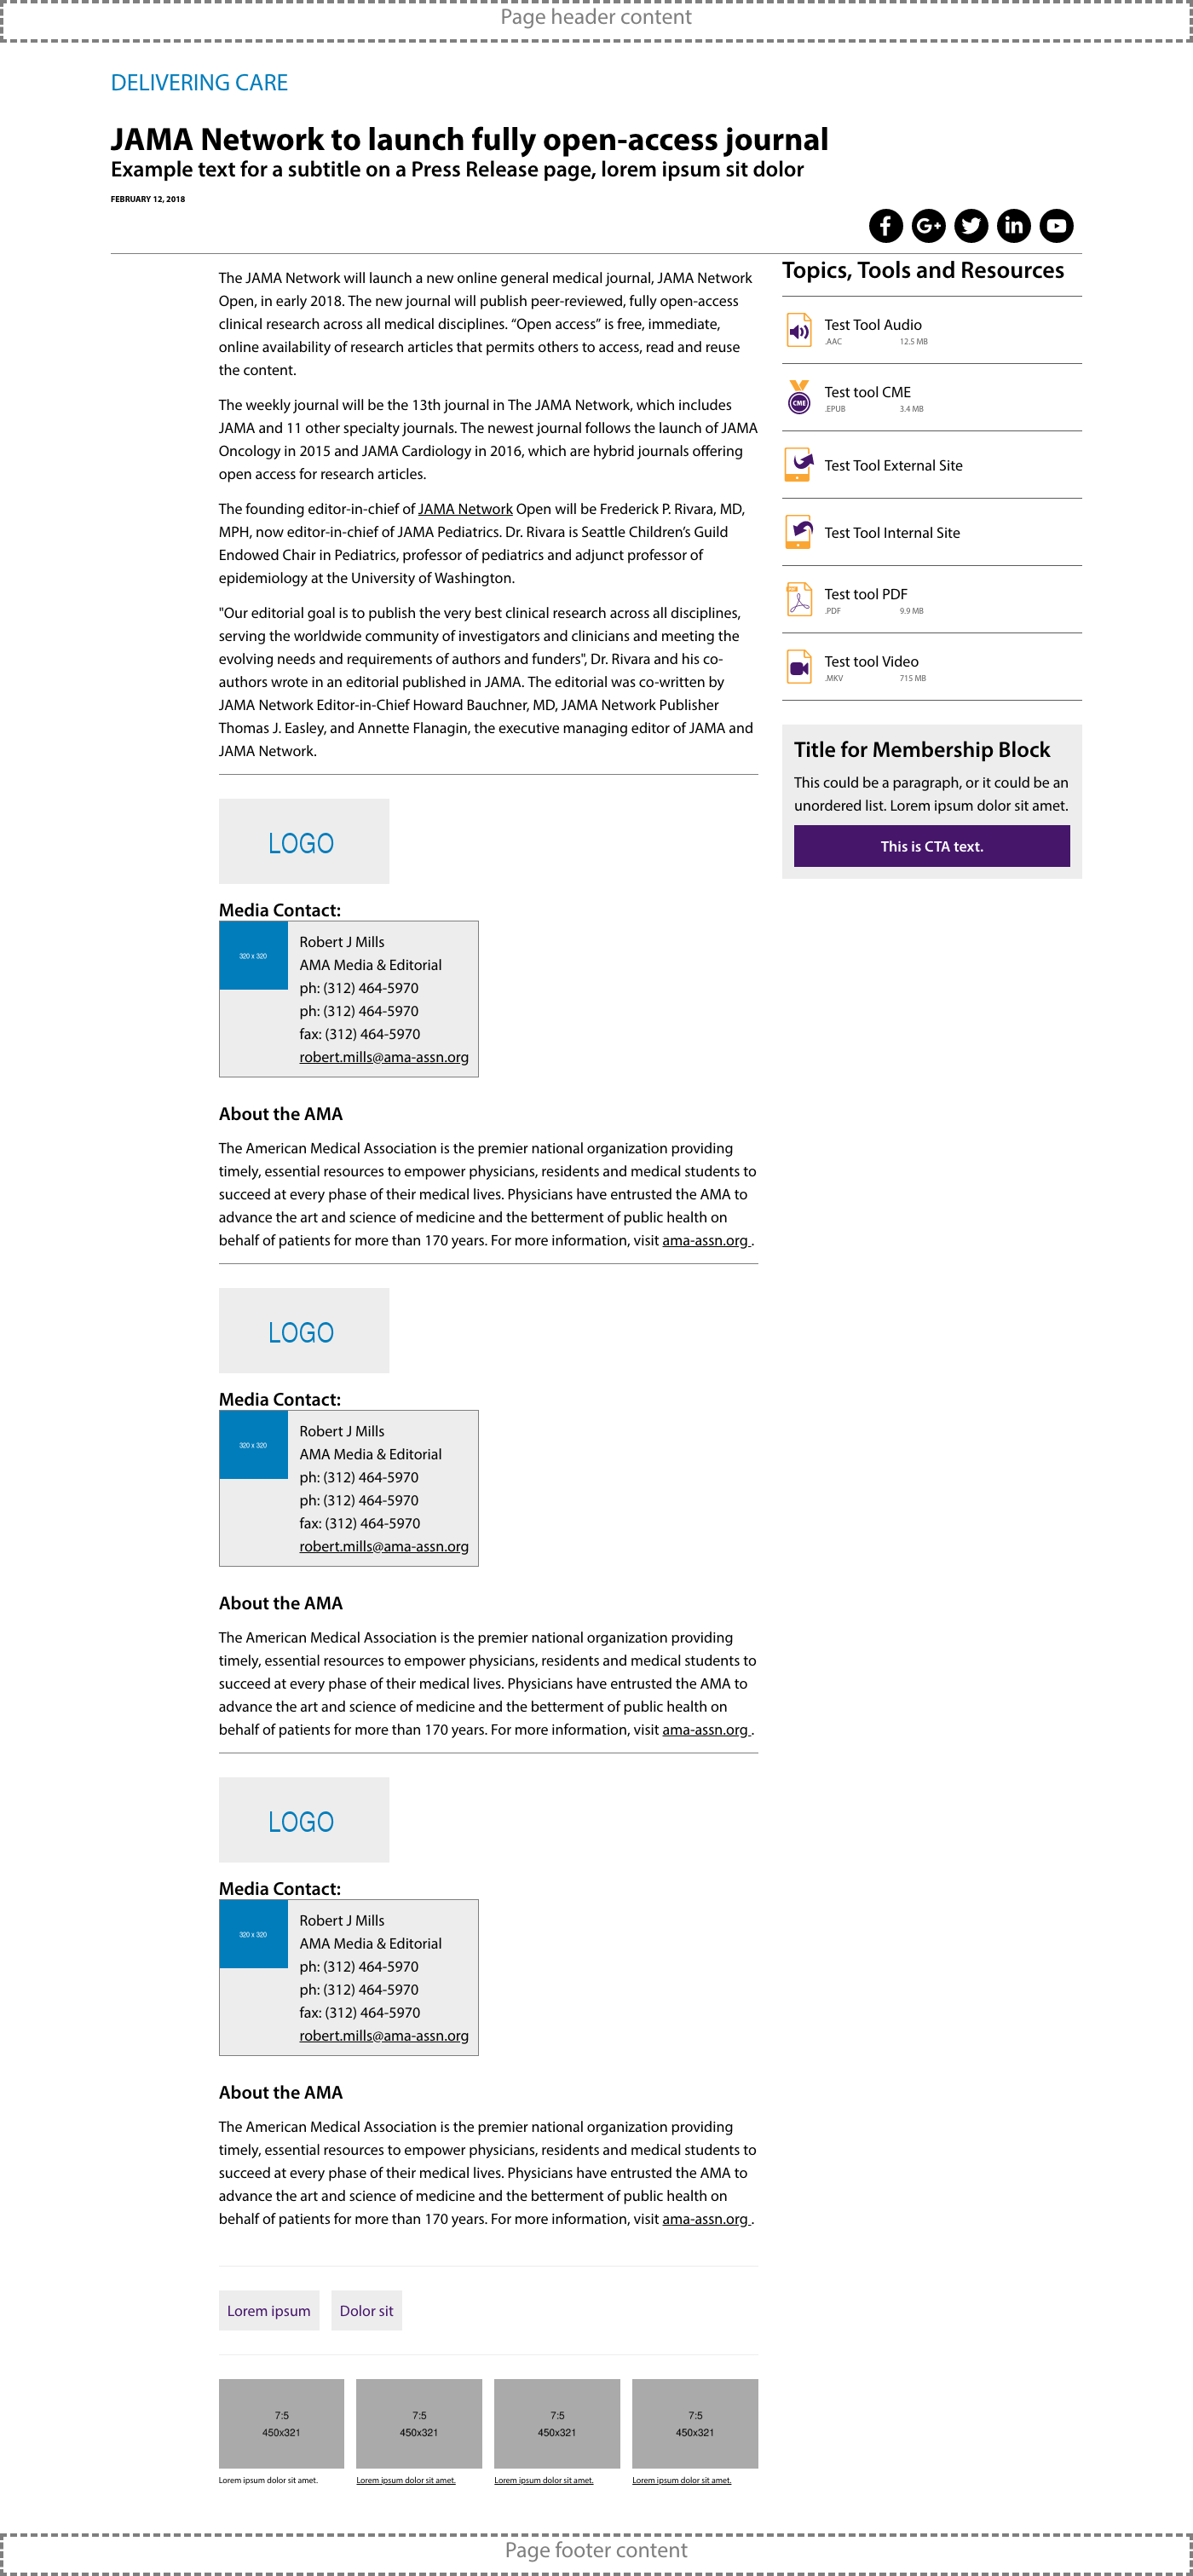 Page header content
DELIVERING CARE
JAMA Network to launch fully open-access journal
Example text for a subtitle on a Press Release page, lorem ipsum sit dolor
FEBRUARY 12, 2018
The JAMA Network will launch a new online general medical journal, JAMA Network
Open, in early 2018. The new journal will publish peer-reviewed, fully open-access
clinical research across all medical disciplines. “Open access” is free, immediate,
online availability of research articles that permits others to access, read and reuse
the content.
The weekly journal will be the 13th journal in The JAMA Network, which includes
JAMA and 11 other specialty journals. The newest journal follows the launch of JAMA
Oncology in 2015 and JAMA Cardiology in 2016, which are hybrid journals offering
open access for research articles.
The founding editor-in-chief of JAMA Network Open will be Frederick P. Rivara, MD,
MPH, now editor-in-chief of JAMA Pediatrics. Dr. Rivara is Seattle Children’s Guild
Endowed Chair in Pediatrics, professor of pediatrics and adjunct professor of
epidemiology at the University of Washington.
"Our editorial goal is to publish the very best clinical research across all disciplines,
serving the worldwide community of investigators and clinicians and meeting the
evolving needs and requirements of authors and funders", Dr. Rivara and his co-
authors wrote in an editorial published in JAMA. The editorial was co-written by
JAMA Network Editor-in-Chief Howard Bauchner, MD, JAMA Network Publisher
Thomas J. Easley, and Annette Flanagin, the executive managing editor of JAMA and
JAMA Network.
LOGO
Media Contact:
320 x 320
Robert J Mills
AMA Media & Editorial
ph: (312) 464-5970
ph: (312) 464-5970
fax: (312) 464-5970
robert.mills@ama-assn.org
About the AMA
The American Medical Association is the premier national organization providing
timely, essential resources to empower physicians, residents and medical students to
succeed at every phase of their medical lives. Physicians have entrusted the AMA to
advance the art and science of medicine and the betterment of public health on
behalf of patients for more than 170 years. For more information, visit ama-assn.org .
LOGO
Media Contact:
320 x 320
Robert J Mills
AMA Media & Editorial
ph: (312) 464-5970
ph: (312) 464-5970
fax: (312) 464-5970
robert.mills@ama-assn.org
About the AMA
The American Medical Association is the premier national organization providing
timely, essential resources to empower physicians, residents and medical students to
succeed at every phase of their medical lives. Physicians have entrusted the AMA to
advance the art and science of medicine and the betterment of public health on
behalf of patients for more than 170 years. For more information, visit ama-assn.org .
LOGO
Media Contact:
320 x 320
Robert J Mills
AMA Media & Editorial
ph: (312) 464-5970
ph: (312) 464-5970
fax: (312) 464-5970
robert.mills@ama-assn.org
About the AMA
The American Medical Association is the premier national organization providing
timely, essential resources to empower physicians, residents and medical students to
succeed at every phase of their medical lives. Physicians have entrusted the AMA to
advance the art and science of medicine and the betterment of public health on
behalf of patients for more than 170 years. For more information, visit ama-assn.org .
Lorem ipsum Dolor sit
7:5 7:5 7:5 7:5
450x321 450x321 450x321 450x321
Lorem ipsum dolor sit amet. Lorem ipsum dolor sit amet. Lorem ipsum dolor sit amet. Lorem ipsum dolor sit amet.
Topics, Tools and Resources
Test Tool Audio
.AAC 12.5 MB
CME
Test tool CME
.EPUB 3.4 MB
Test Tool External Site
Test Tool Internal Site
Test tool PDF
.PDF 9.9 MB
Test tool Video
.MKV 715 MB
Title for Membership Block
This could be a paragraph, or it could be an
unordered list. Lorem ipsum dolor sit amet.
This is CTA text.
Page footer content